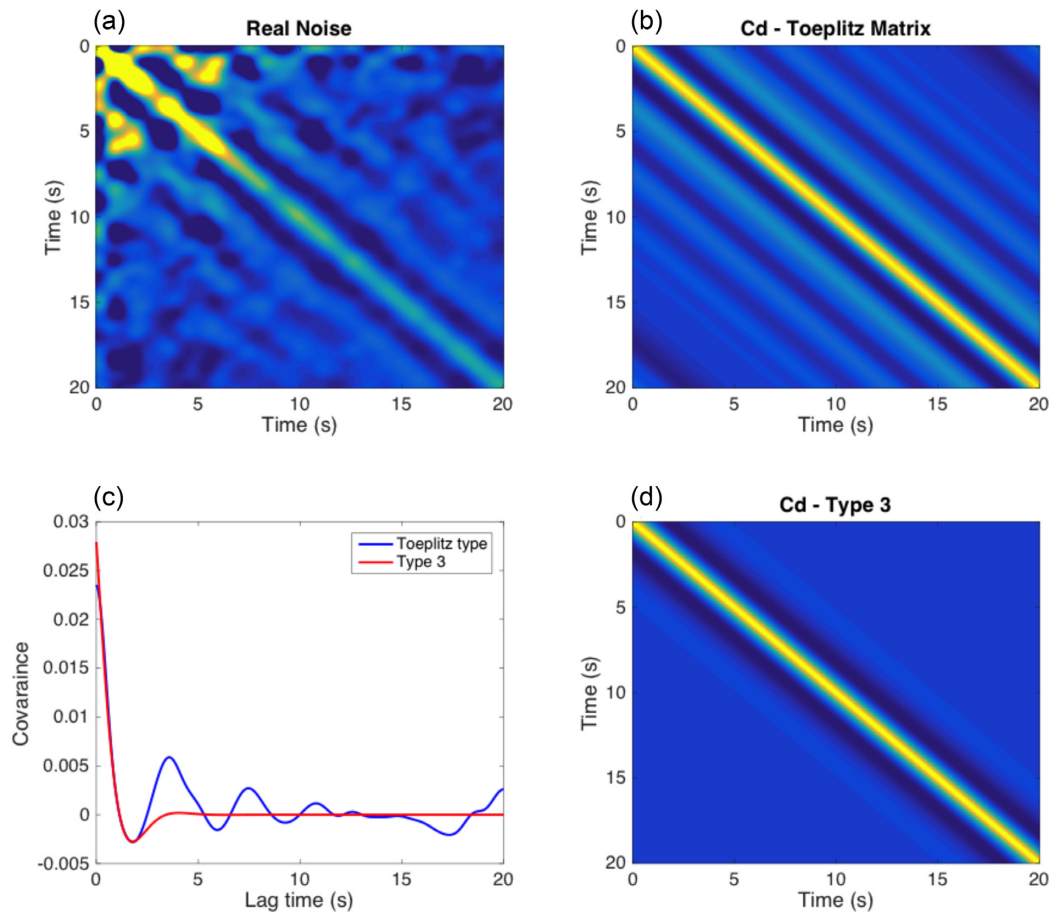 (a)
Real Noise
0
5
10
15
20
Time (s)
0 5 10 15 20
Time (s)
(b)
Cd - Toeplitz Matrix
0
5
10
15
20
Time (s)
5 10 15 20
Time (s)
(c)
0.03
0.025
0.02
0.015
0.01
0.005
0
-0.005
Covaraince
Toeplitz type
Type 3
0 5 10 15 20
Lag time (s)
(d)
Cd - Type 3
0
5
10
15
20
Time (s)
5 10 15 20
Time (s)